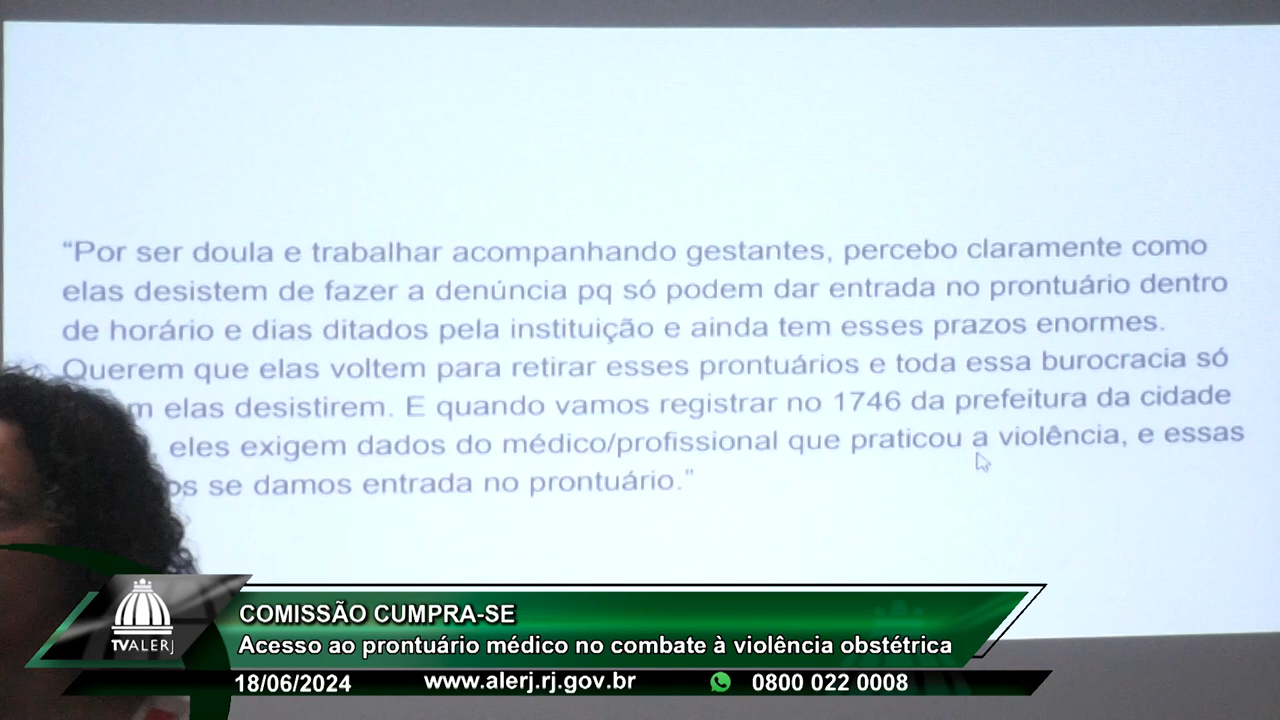 “Por ser doula e trabalhar acompanhando gestantes, percebo claramente como
elas desistem de fazer a denúncia pq só podem dar entrada no prontuário dentro
de horário e dias ditados pela instituição e ainda tem esses prazos enormes.
Querem que elas voltem para retirar esses prontuários e toda essa burocracia só
elas desistirem. E quando vamos registrar no 1746 da prefeitura da cidade
eles exigem dados do médico/profissional que praticou a violência, e essas
se damos entrada no prontuário.”
COMISSÃO CUMPRA-SE
Acesso ao prontuário médico no combate à violência obstétrica
TVALERJ
18/06/2024 www.alerj.rj.gov.br 0800 022 0008